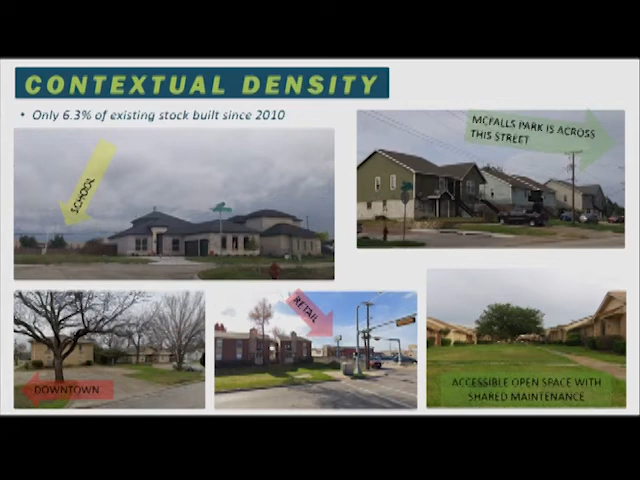 CONTEXTUAL DENSITY
• Only 6.3% of existing stock built since 2010
MCFALLS PARK IS ACROSS
THIS STREET
SCHOOL
RETAIL
DOWNTOWN
ACCESSIBLE OPEN SPACE WITH
SHARED MAINTENANCE